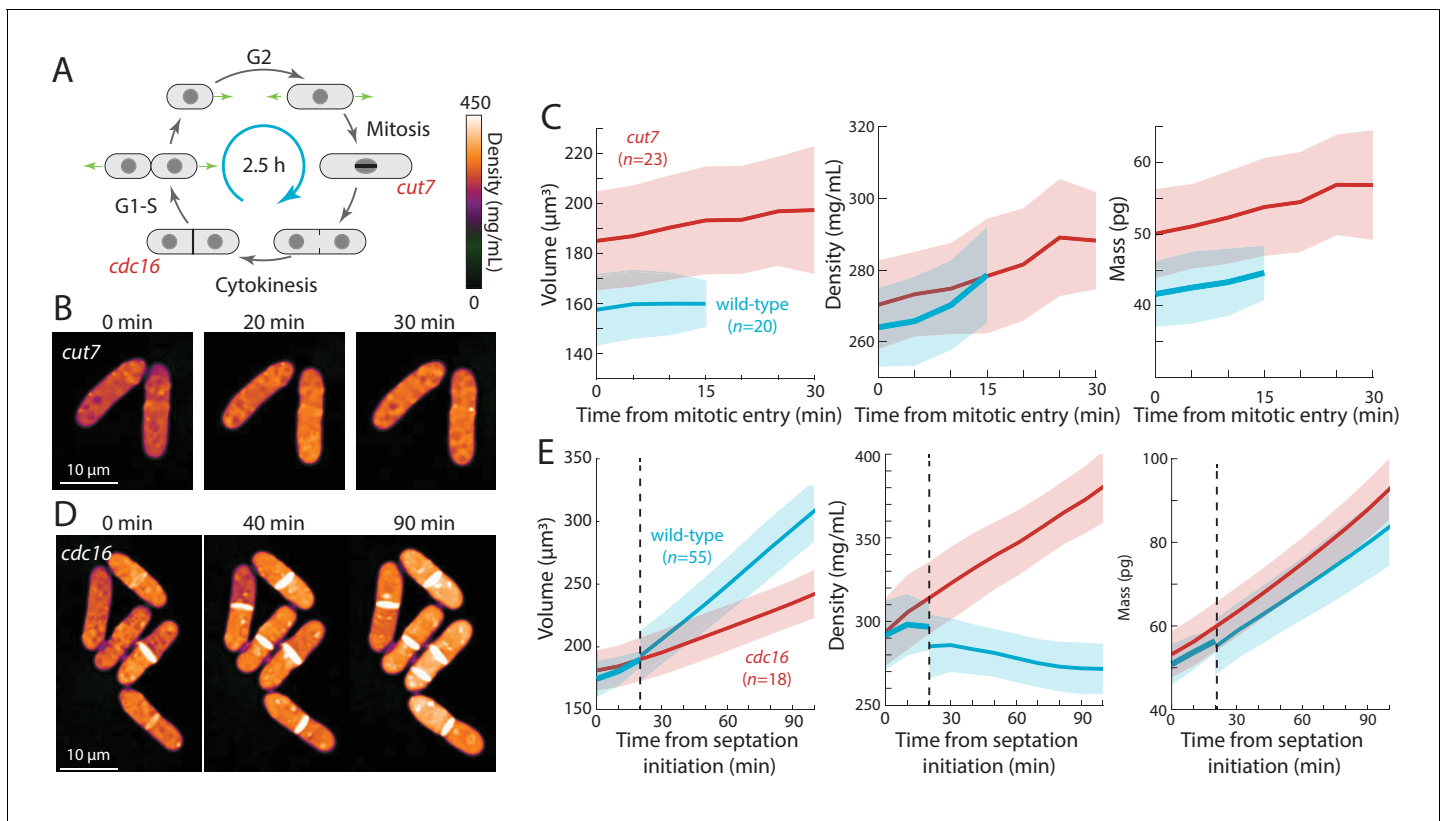 A
G2
Mitosis
cut7
2.5 h
G1-S
cdc16
Cytokinesis
450
Density (mg/mL)
0
B
0 min
20 min
30 min
cut7
10 µm
C
Volume (µm³)
220
200
180
160
140
cut7
(n=23)
wild-type
(n=20)
0
15
30
Time from mitotic entry (min)
Density (mg/mL)
320
300
280
260
0
15
30
Time from mitotic entry (min)
Mass (pg)
60
50
40
0
15
30
Time from mitotic entry (min)
D
0 min
40 min
90 min
cdc16
10 µm
E
Volume (µm³)
350
300
250
200
150
wild-type
(n=55)
cdc16
(n=18)
0
30
60
90
Time from septation
initiation (min)
Density (mg/mL)
400
350
300
250
0
30
60
90
Time from septation
initiation (min)
Mass (pg)
100
80
60
40
0
30
60
90
Time from septation
initiation (min)